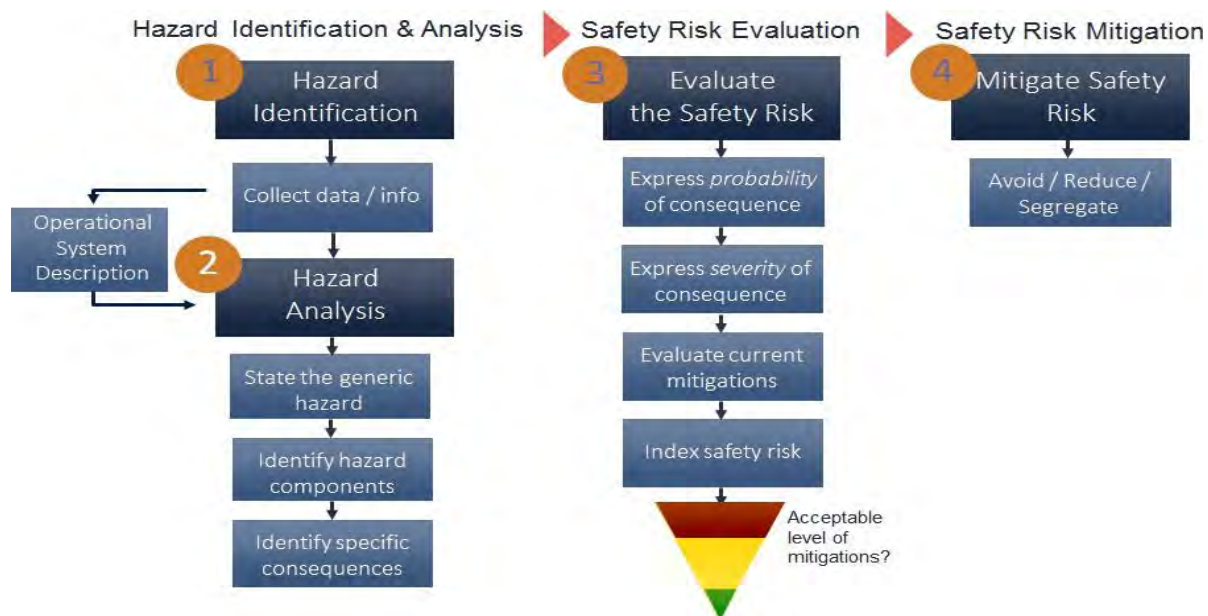 Hazard Identification & Analysis
Safety Risk Evaluation
Safety Risk Mitigation
1
Hazard
Identification
Collect data / info
Operational
System
Description
2
Hazard
Analysis
State the generic
hazard
Identify hazard
components
Identify specific
consequences
3
Evaluate
the Safety Risk
Express probability
of consequence
Express severity of
consequence
Evaluate current
mitigations
Index safety risk
Acceptable
level of
mitigations?
4
Mitigate Safety
Risk
Avoid / Reduce /
Segregate